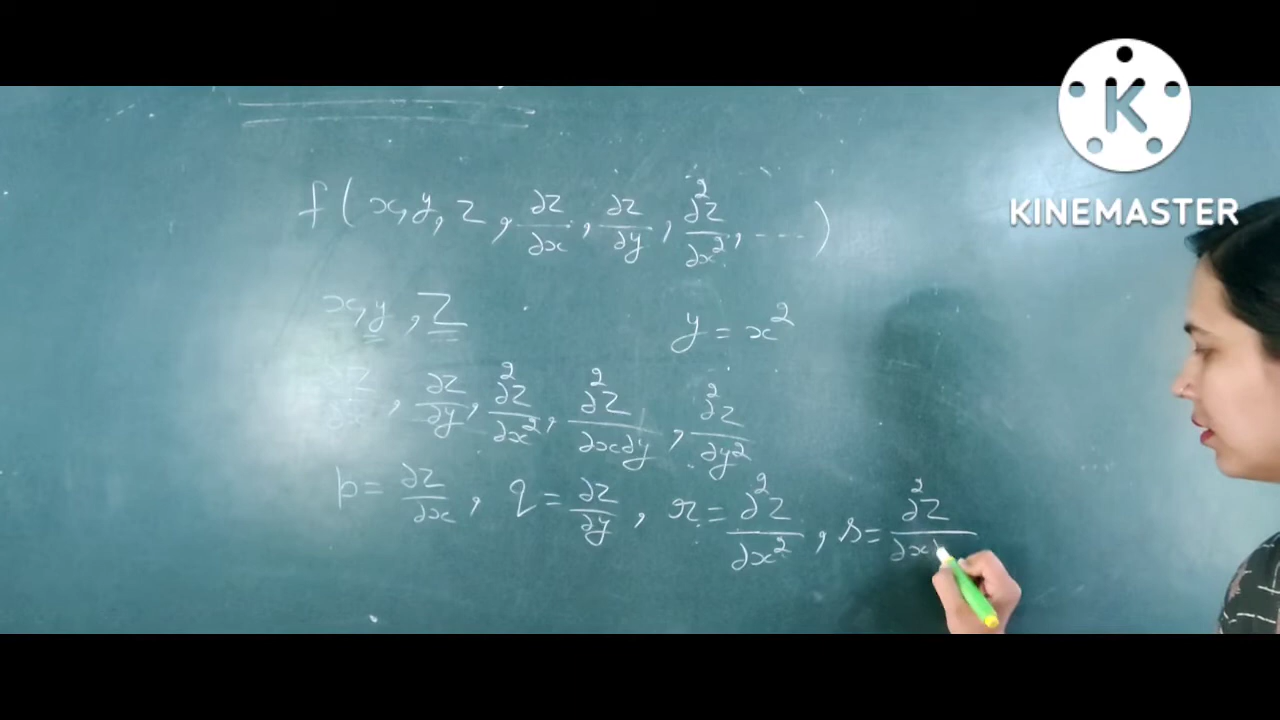 KINEMASTER
f(x, y, z, ∂z/∂x, ∂z/∂y, ∂²z/∂x², ----)
x, y, z y = x²
∂z/∂x, ∂z/∂y, ∂²z/∂x², ∂²z/∂x∂y, ∂²z/∂y²
p = ∂z/∂x, q = ∂z/∂y, r = ∂²z/∂x², s = ∂²z/∂x